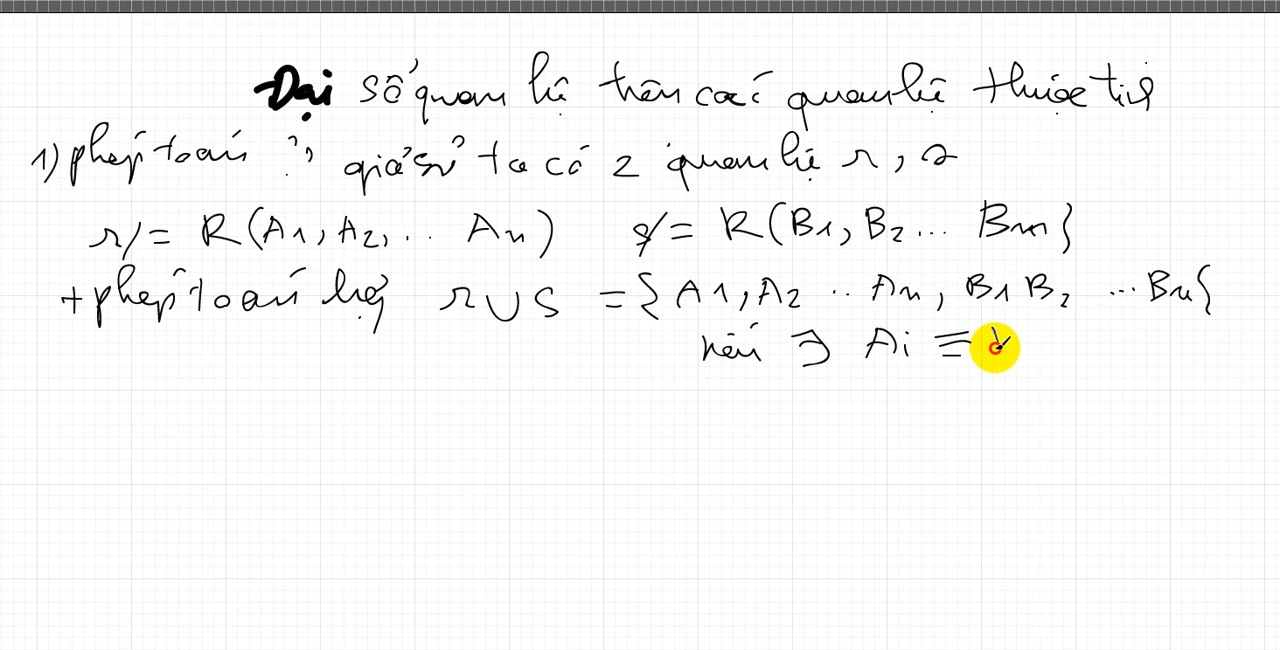 Đại số quan hệ trên các quan hệ thuộc tính
1) phép toán : giả sử ta có 2 quan hệ r, s
r/= R(A1, A2, .. An) s/= R(B1, B2 ... Bm}
+ phép toán hợp r ∪ s = { A1, A2 .. An, B1 B2 ... Bm{
nếu ∃ Ai ≡